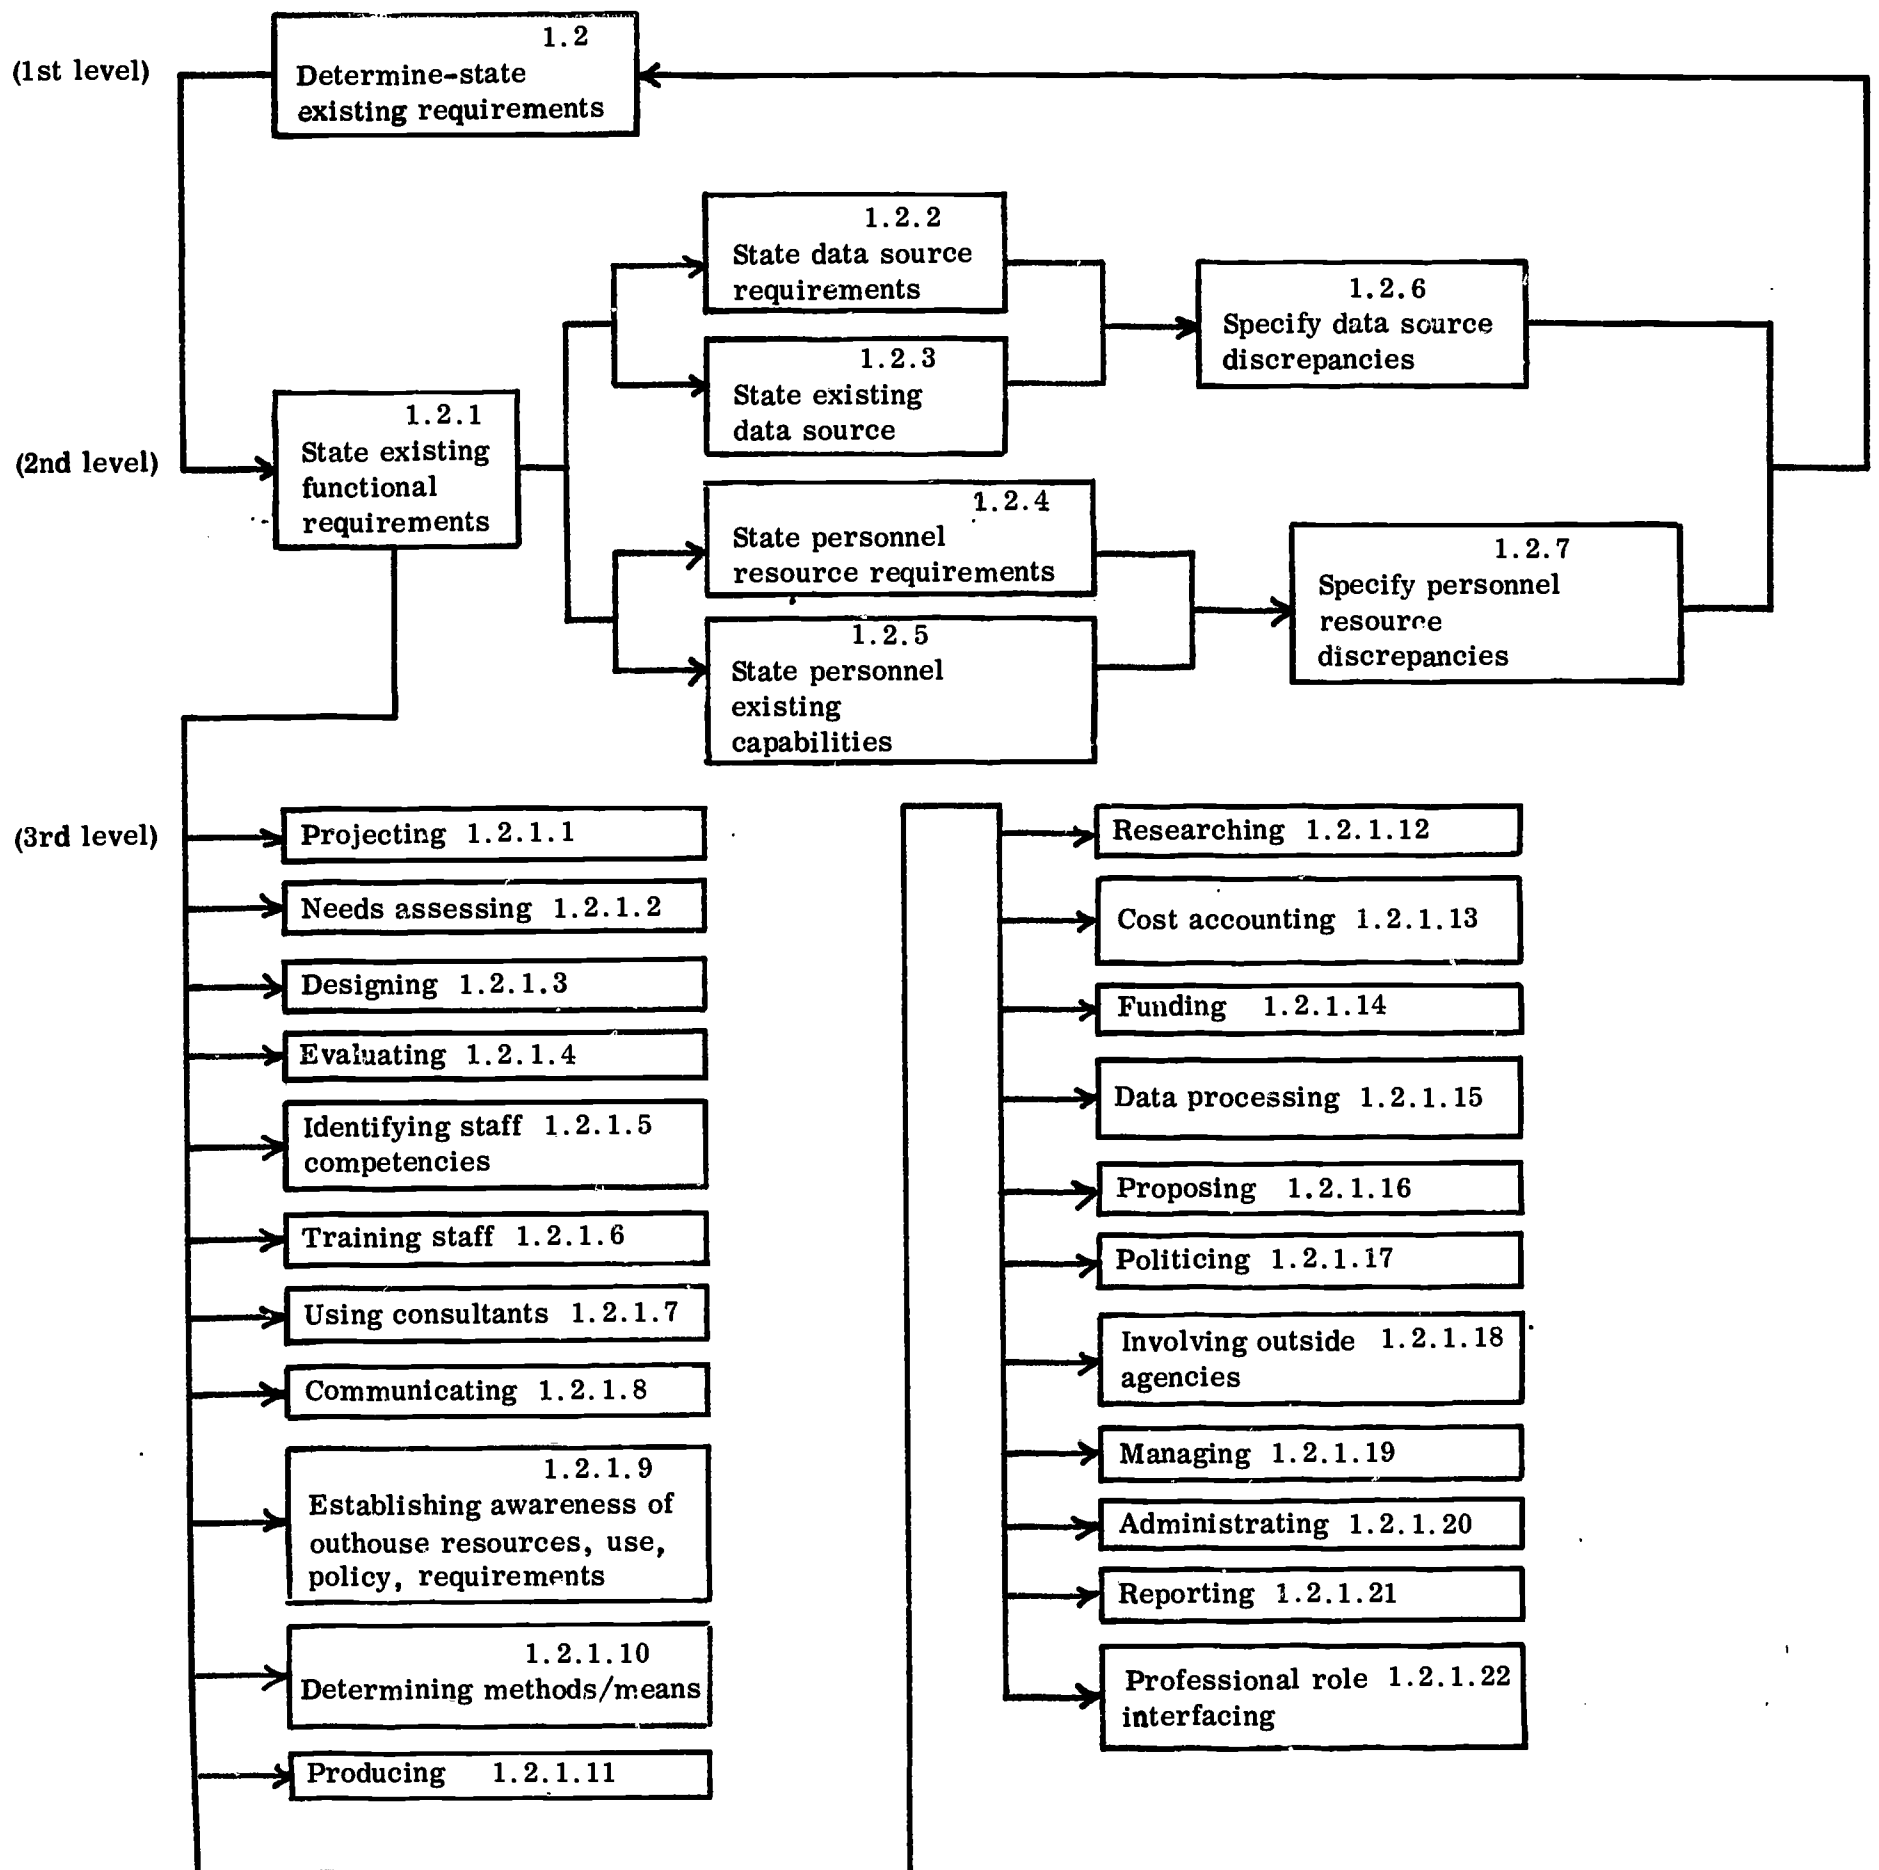 1.2
(1st level)
Determine-state
existing requirements
1.2.2
State data source
requirements
1.2.6
Specify data source
discrepancies
1.2.3
State existing
data source
1.2.1
(2nd level)
State existing
functional
requirements
1.2.4
State personnel
resource requirements
1.2.7
Specify personnel
resource
discrepancies
1.2.5
State personnel
existing
capabilities
(3rd level)
Projecting 1.2.1.1
Needs assessing 1.2.1.2
Designing 1.2.1.3
Evaluating 1.2.1.4
Identifying staff 1.2.1.5
competencies
Training staff 1.2.1.6
Using consultants 1.2.1.7
Communicating 1.2.1.8
1.2.1.9
Establishing awareness of
outhouse resources, use,
policy, requirements
1.2.1.10
Determining methods/means
Producing 1.2.1.11
Researching 1.2.1.12
Cost accounting 1.2.1.13
Funding 1.2.1.14
Data processing 1.2.1.15
Proposing 1.2.1.16
Politicing 1.2.1.17
Involving outside 1.2.1.18
agencies
Managing 1.2.1.19
Administrating 1.2.1.20
Reporting 1.2.1.21
Professional role 1.2.1.22
interfacing